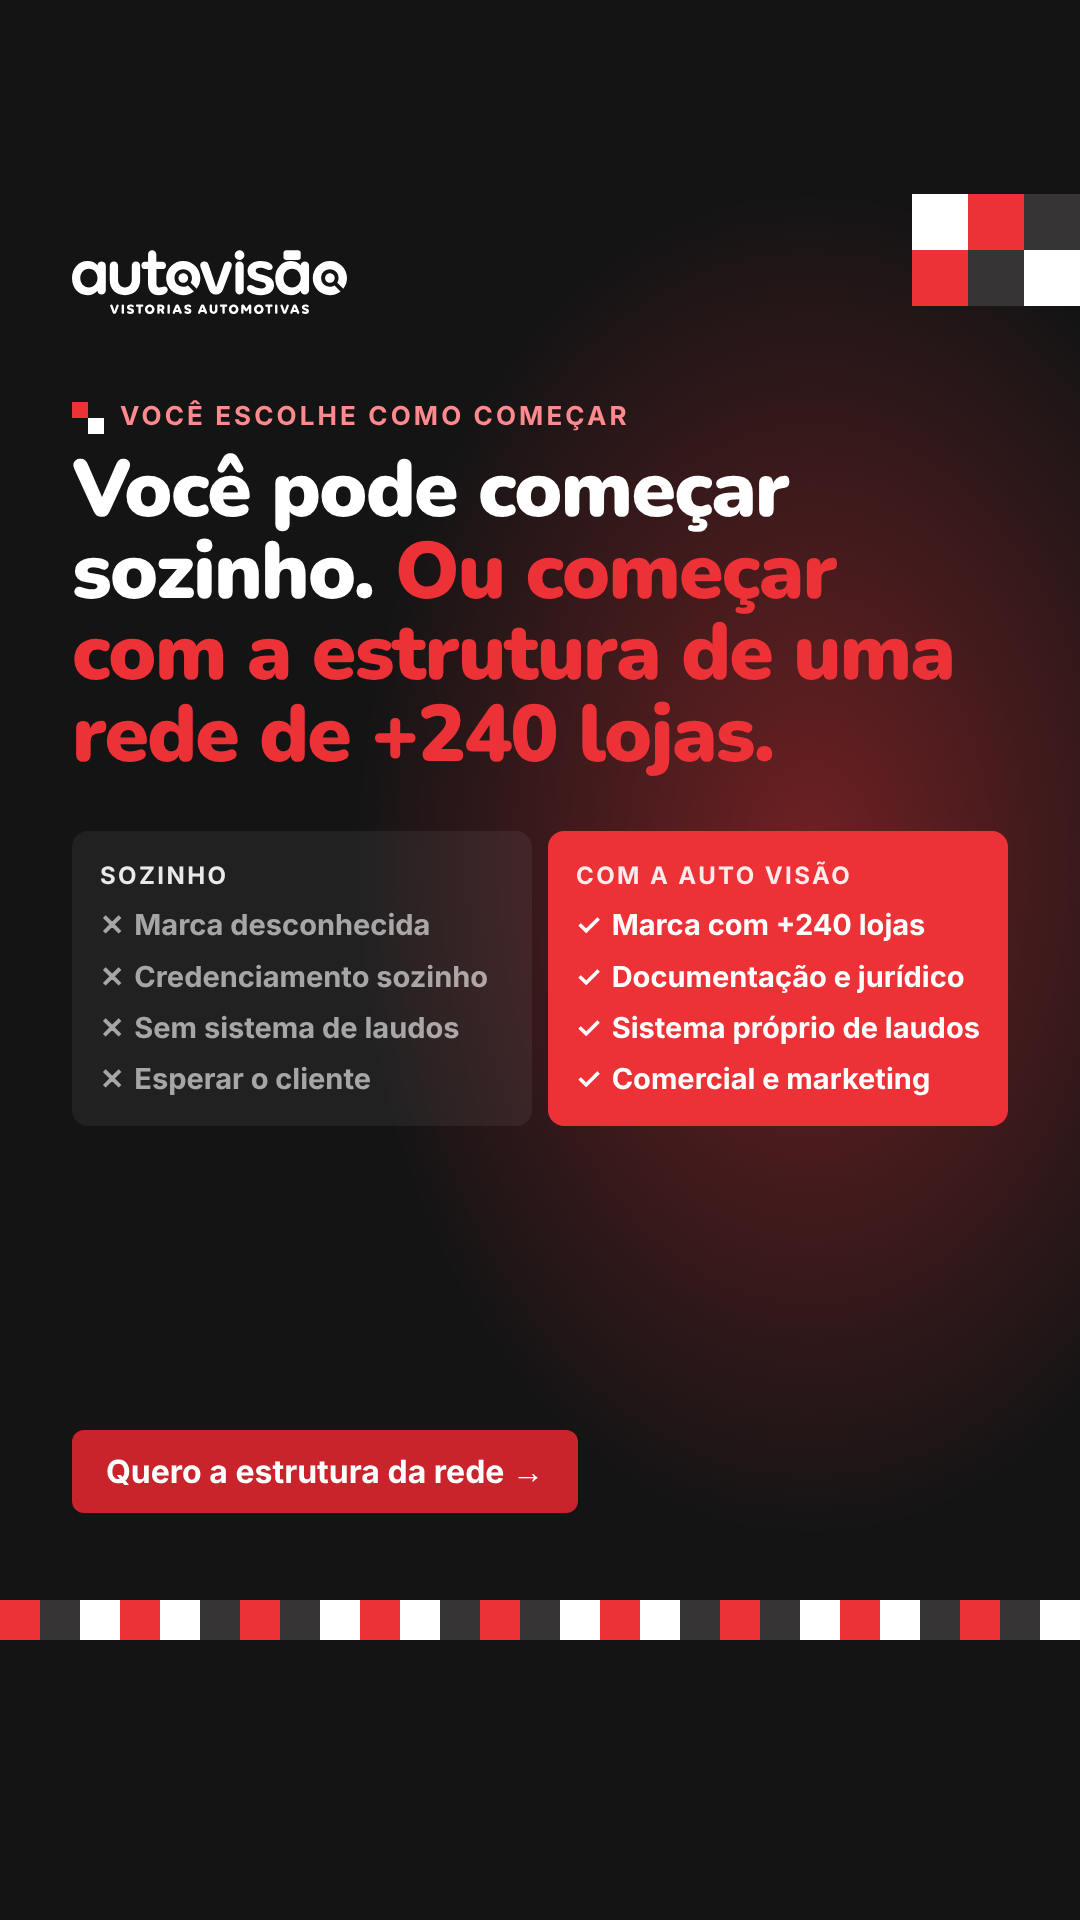 autovisão
VISTORIAS AUTOMOTIVAS
VOCÊ ESCOLHE COMO COMEÇAR
Você pode começar
sozinho. Ou começar
com a estrutura de uma
rede de +240 lojas.
SOZINHO
✕ Marca desconhecida
✕ Credenciamento sozinho
✕ Sem sistema de laudos
✕ Esperar o cliente
COM A AUTO VISÃO
✓ Marca com +240 lojas
✓ Documentação e jurídico
✓ Sistema próprio de laudos
✓ Comercial e marketing
Quero a estrutura da rede →